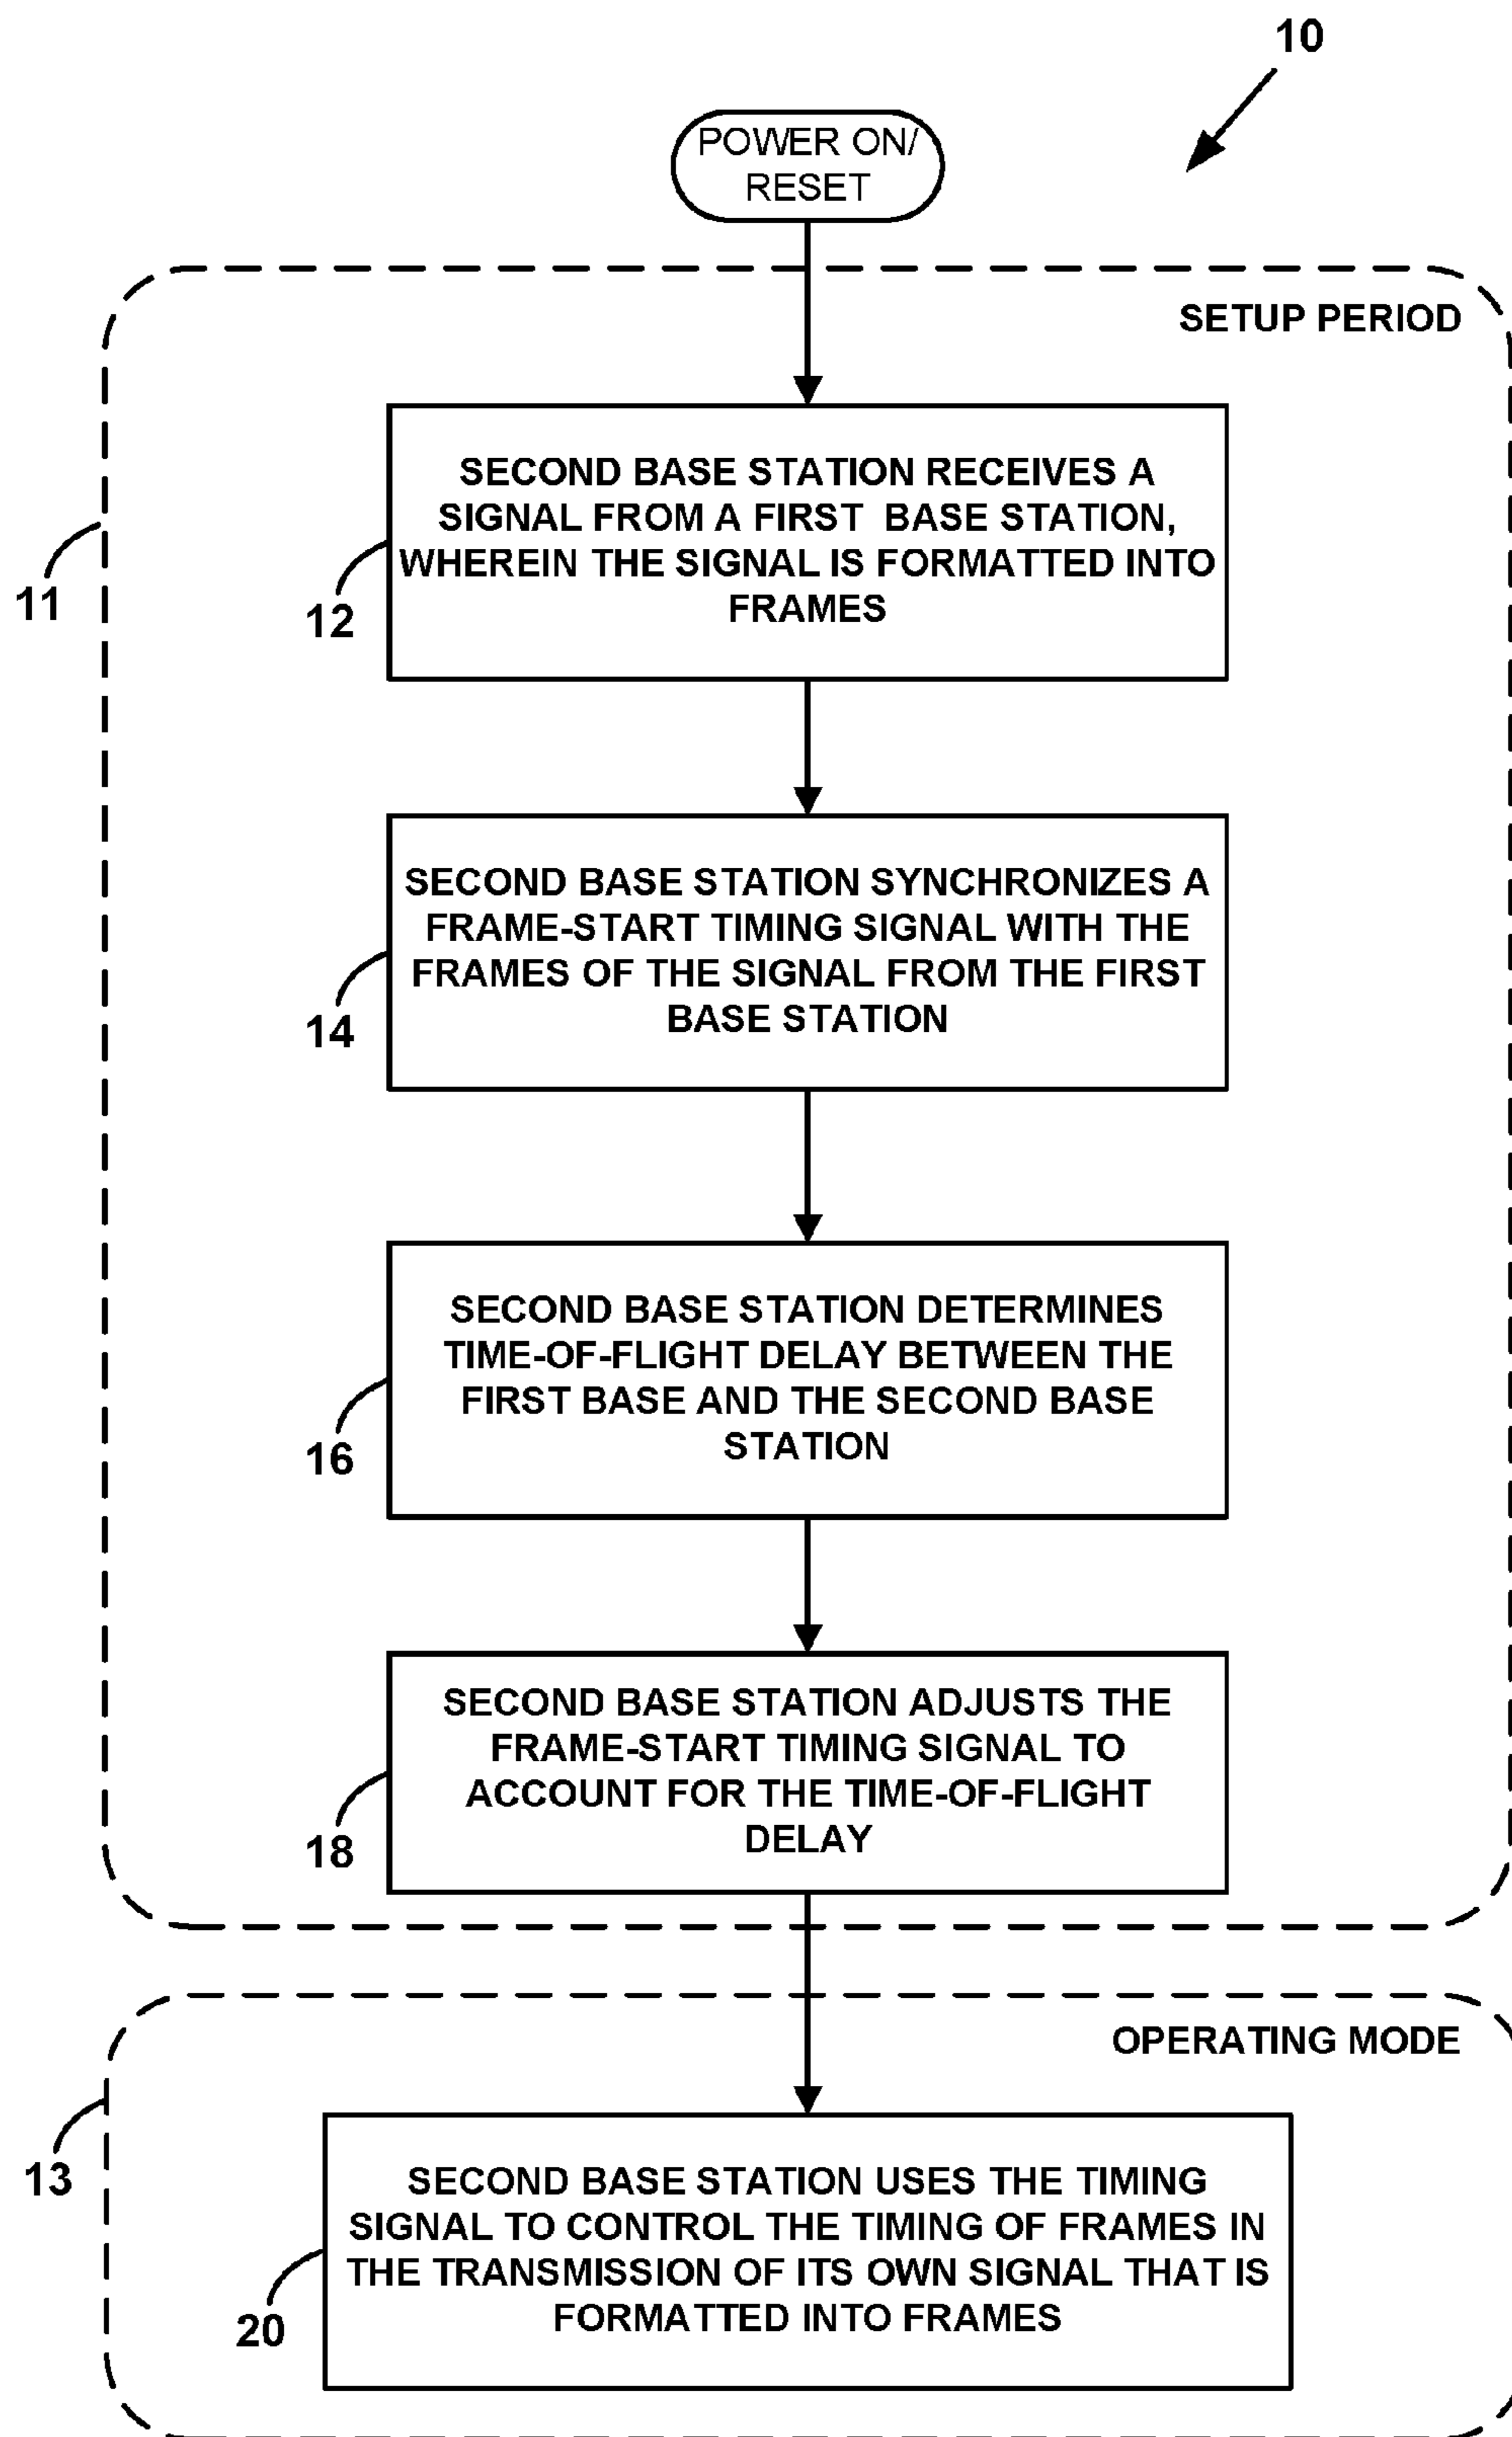 10
POWER ON/
RESET
SETUP PERIOD
11
SECOND BASE STATION RECEIVES A
SIGNAL FROM A FIRST BASE STATION,
WHEREIN THE SIGNAL IS FORMATTED INTO
FRAMES
12
SECOND BASE STATION SYNCHRONIZES A
FRAME-START TIMING SIGNAL WITH THE
FRAMES OF THE SIGNAL FROM THE FIRST
BASE STATION
14
SECOND BASE STATION DETERMINES
TIME-OF-FLIGHT DELAY BETWEEN THE
FIRST BASE AND THE SECOND BASE
STATION
16
SECOND BASE STATION ADJUSTS THE
FRAME-START TIMING SIGNAL TO
ACCOUNT FOR THE TIME-OF-FLIGHT
DELAY
18
OPERATING MODE
13
SECOND BASE STATION USES THE TIMING
SIGNAL TO CONTROL THE TIMING OF FRAMES IN
THE TRANSMISSION OF ITS OWN SIGNAL THAT IS
FORMATTED INTO FRAMES
20